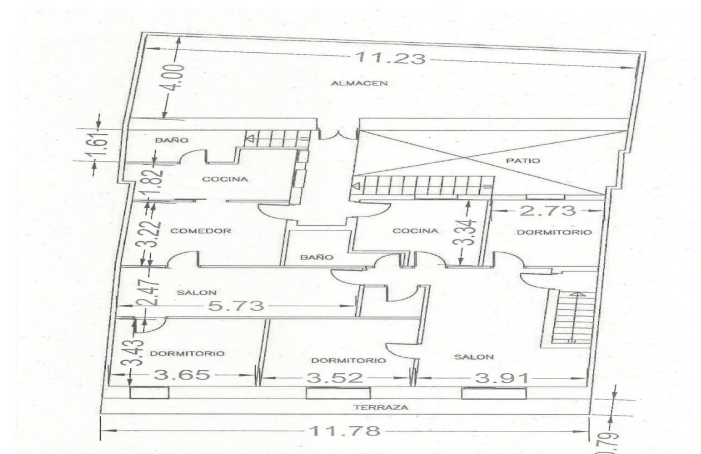 11.23
4.00
ALMACEN
1.61
BAÑO
PATIO
1.82
COCINA
2.73
COMEDOR
3.22
COCINA
3.34
DORMITORIO
BAÑO
SALON
2.47
5.73
3.43
DORMITORIO
DORMITORIO
SALON
3.65
3.52
3.91
TERRAZA
11.78
0.79